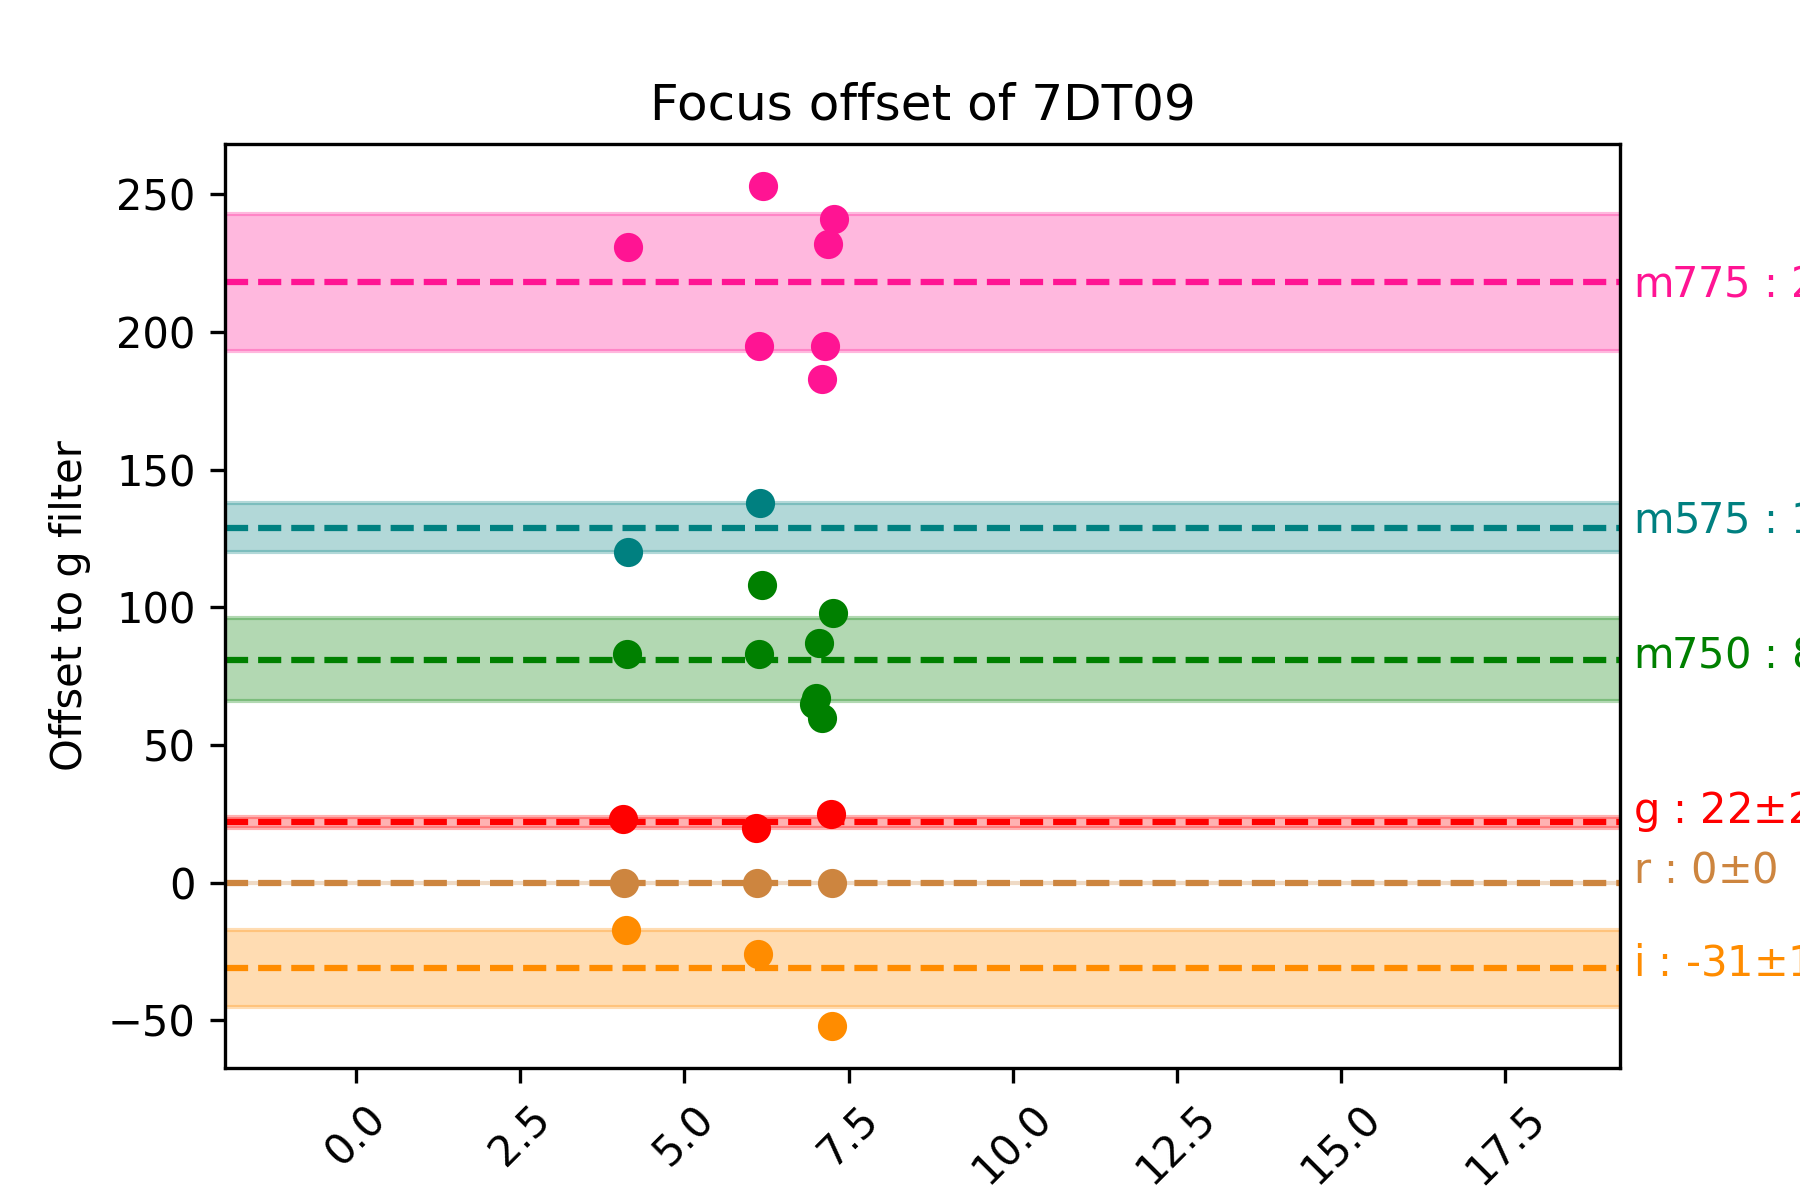 Focus offset of 7DT09
Offset to g filter
250
200
150
100
50
0
−50
m775 : 2
m575 : 1
m750 : 8
g : 22±2
r : 0±0
i : -31±1
0.0
2.5
5.0
7.5
10.0
12.5
15.0
17.5